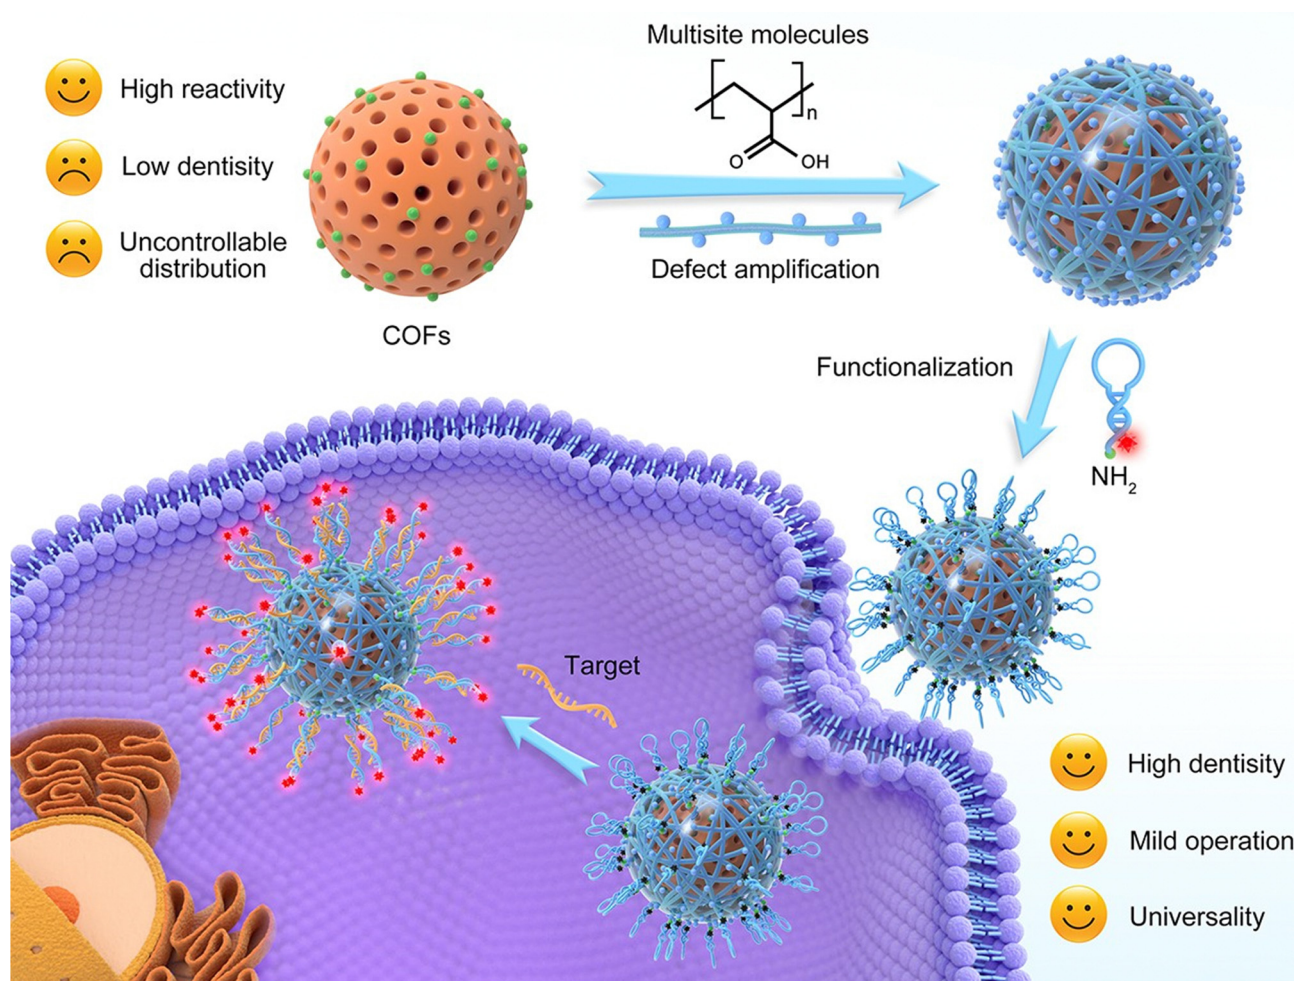 Multisite molecules
n
O
OH
Defect amplification
High reactivity
Low dentisity
Uncontrollable
distribution
COFs
Functionalization
NH2
Target
High dentisity
Mild operation
Universality